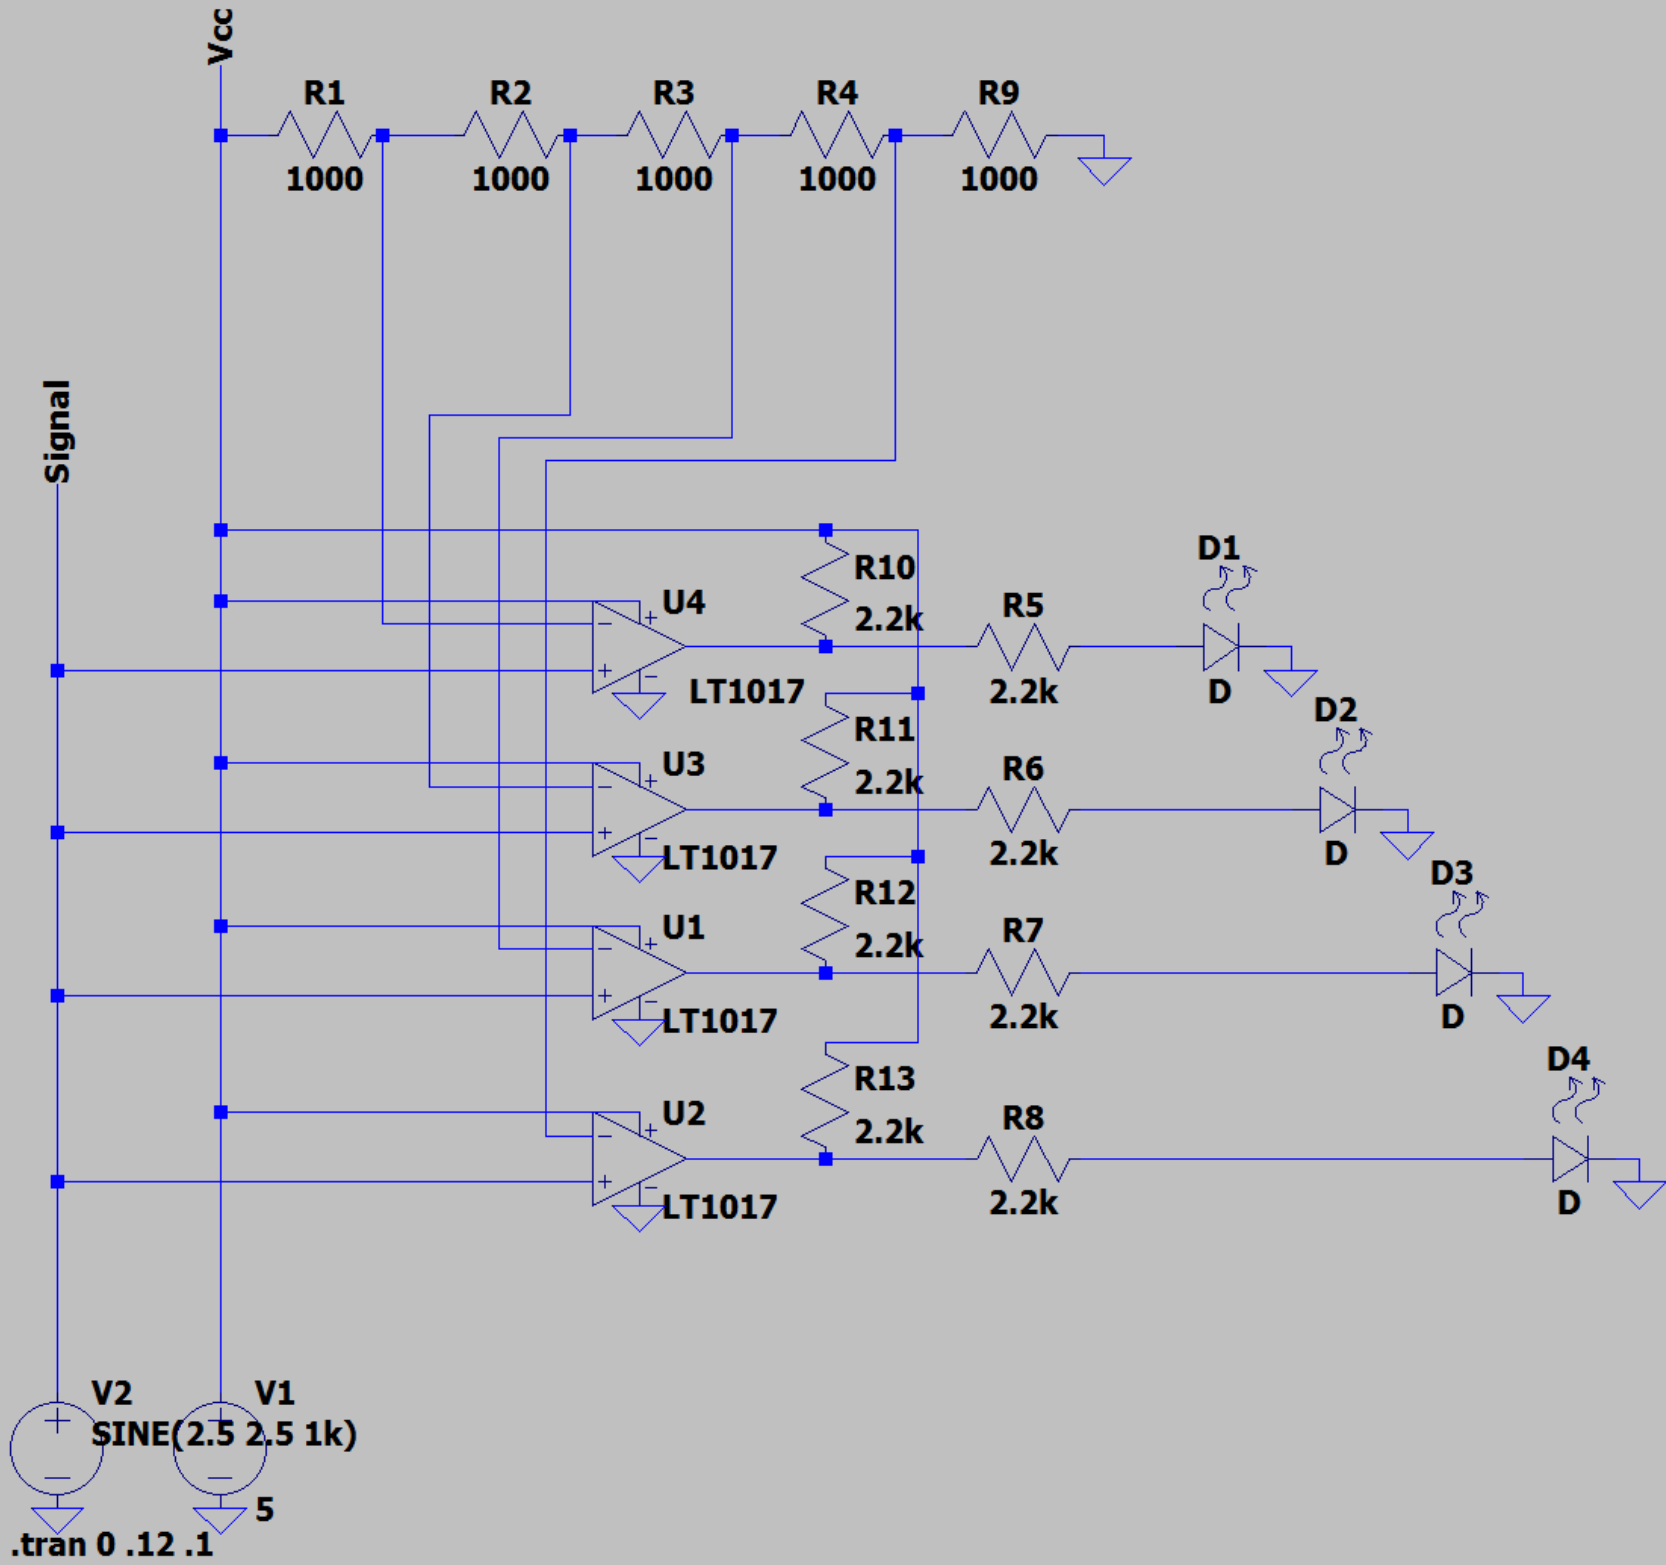 Vcc
R1
R2
R3
R4
R9
1000
1000
1000
1000
1000
Signal
R10
2.2k
U4
LT1017
R5
2.2k
D1
D
R11
2.2k
U3
LT1017
R6
2.2k
D2
D
R12
2.2k
U1
LT1017
R7
2.2k
D3
D
R13
2.2k
U2
LT1017
R8
2.2k
D4
D
V2
SINE(2.5 2.5 1k)
V1
5
.tran 0 .12 .1